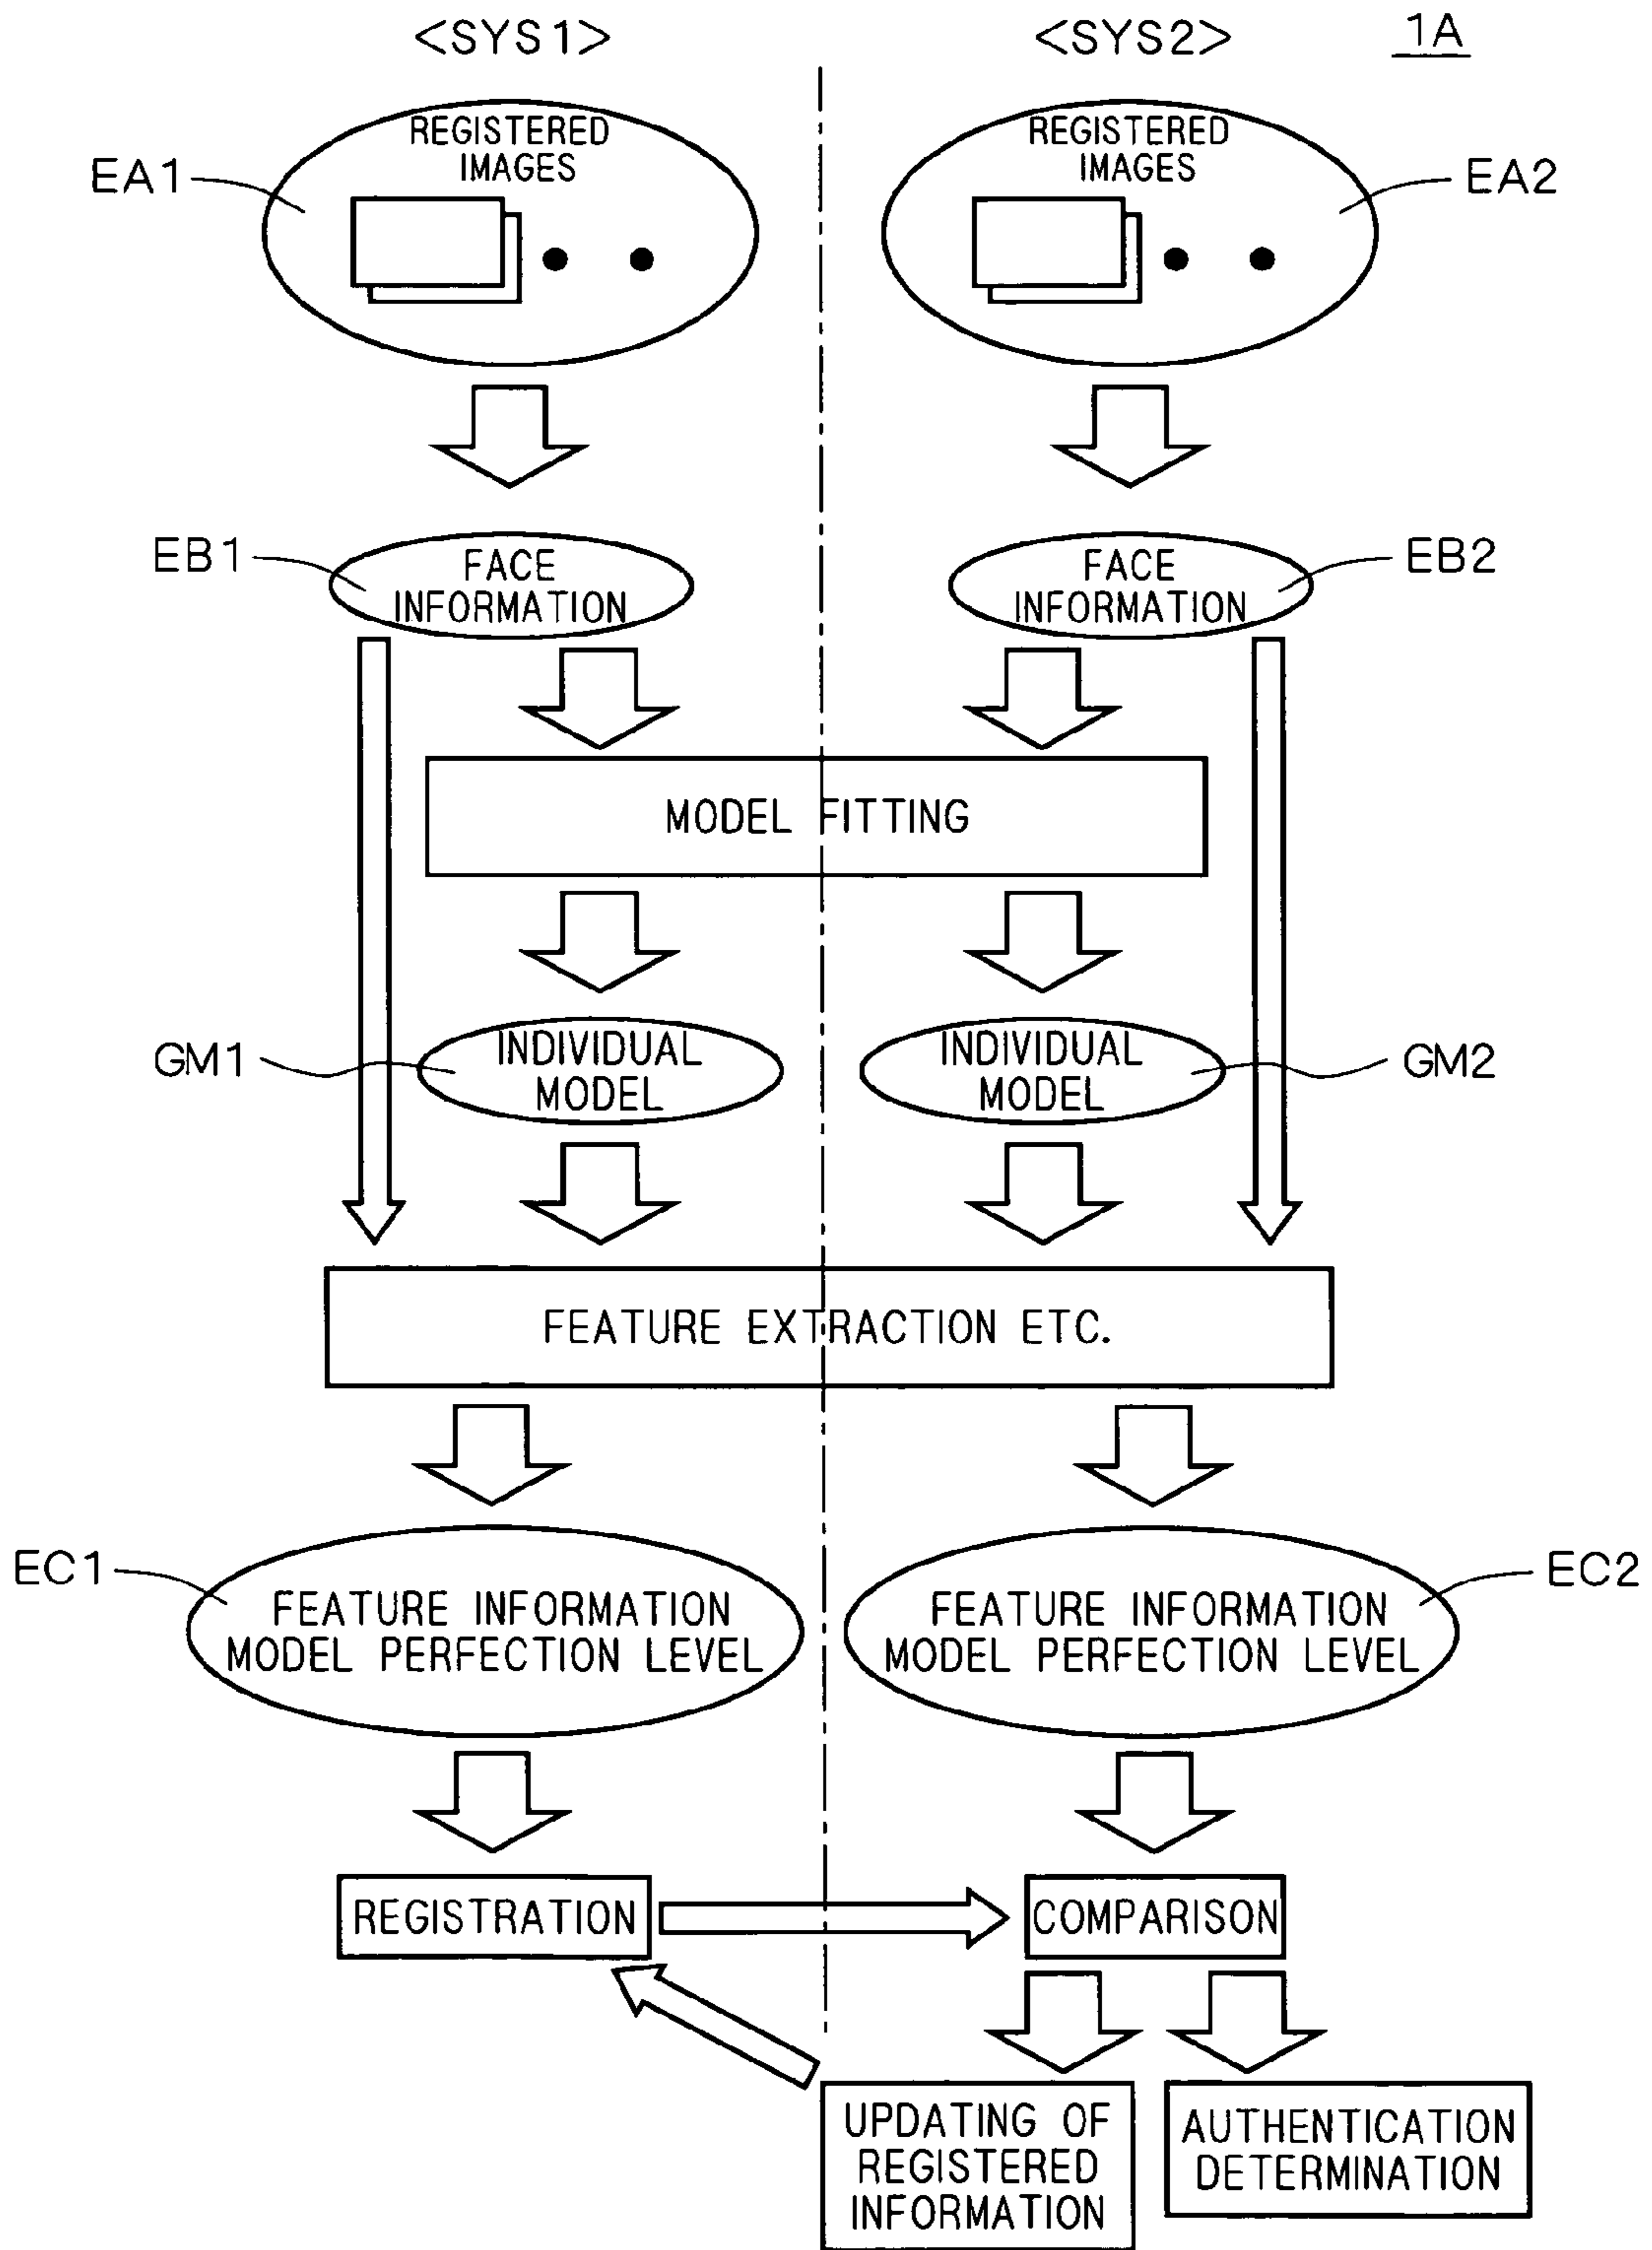 <SYS1> <SYS2> 1A
REGISTERED
IMAGES
REGISTERED
IMAGES
EA1 EA2
EB1 EB2
FACE
INFORMATION
FACE
INFORMATION
MODEL FITTING
GM1 GM2
INDIVIDUAL
MODEL
INDIVIDUAL
MODEL
FEATURE EXTRACTION ETC.
EC1 EC2
FEATURE INFORMATION
MODEL PERFECTION LEVEL
FEATURE INFORMATION
MODEL PERFECTION LEVEL
REGISTRATION COMPARISON
UPDATING OF
REGISTERED
INFORMATION
AUTHENTICATION
DETERMINATION